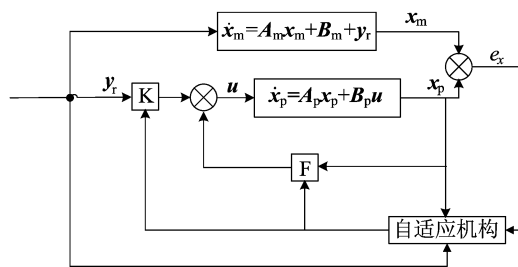 ẋm=Amxm+Bm+yr
xm
ex
yr
K
u
ẋp=Apxp+Bpu
xp
F
自适应机构